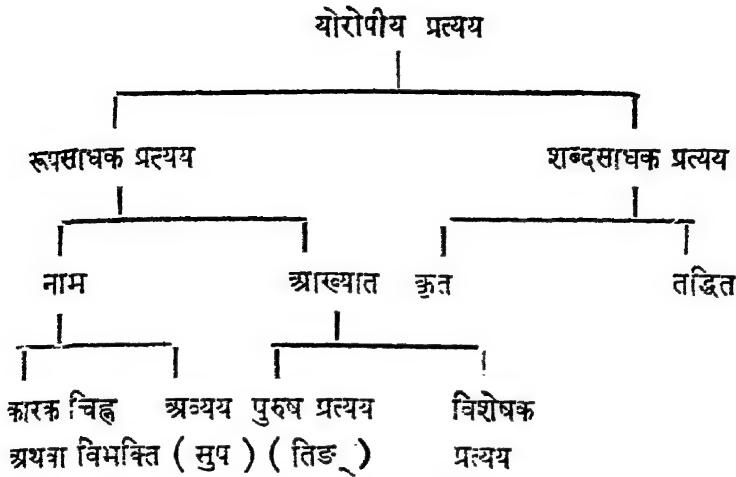 योरोपीय प्रत्यय
रूपसाधक प्रत्यय शब्दसाधक प्रत्यय
नाम आख्यात कृत तद्धित
कारक चिह्न अव्यय पुरुष प्रत्यय विशेषक
अथवा विभक्ति ( सुप ) ( तिङ् ) प्रत्यय